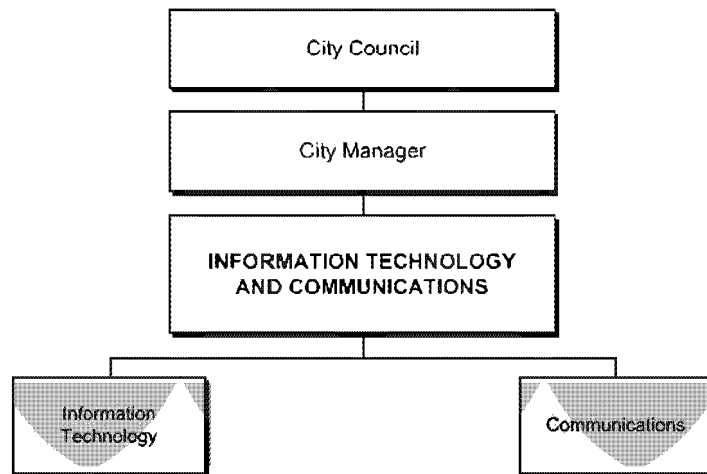 City Council
City Manager
INFORMATION TECHNOLOGY
AND COMMUNICATIONS
Information
Technology
Communications